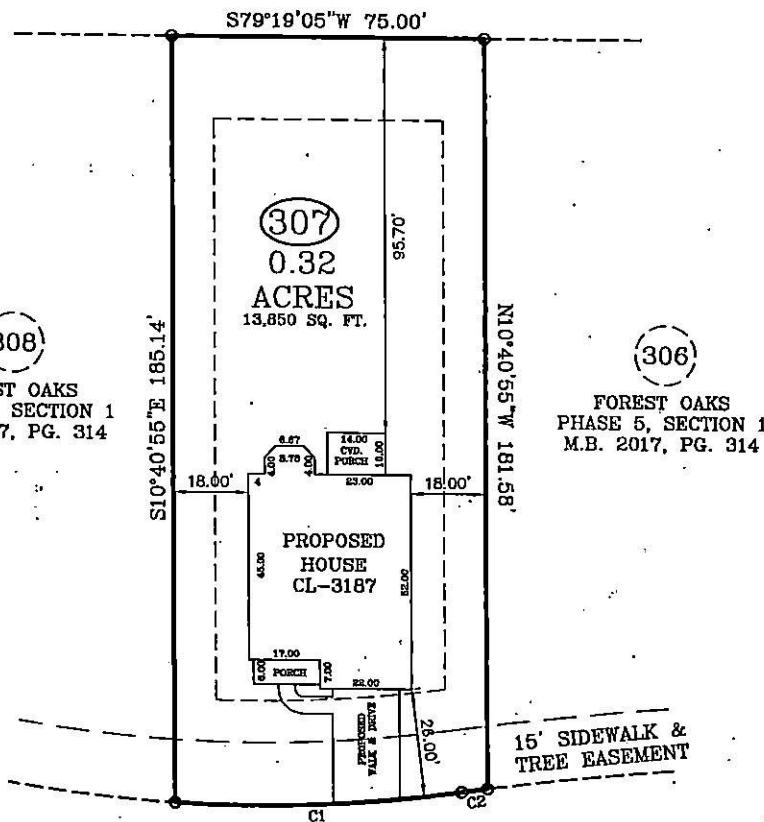 S79°19'05"W 75.00'
95.70'
307
0.32
ACRES
13,850 SQ. FT.
S10°40'55"E 185.14'
N10°40'55"W 181.58'
308
ST OAKS
SECTION 1
7, PG. 314
306
FOREST OAKS
PHASE 5, SECTION 1
M.B. 2017, PG. 314
6.67
4.00
4.00
14.00
CVD.
PORCH
10.00
18.00'
4
23.00
18.00'
PROPOSED
HOUSE
CL-3187
45.00
52.00
17.00
6.00
PORCH
7.00
22.00
PROPOSED
WALK & DRIVE
26.00'
15' SIDEWALK &
TREE EASEMENT
C1
C2